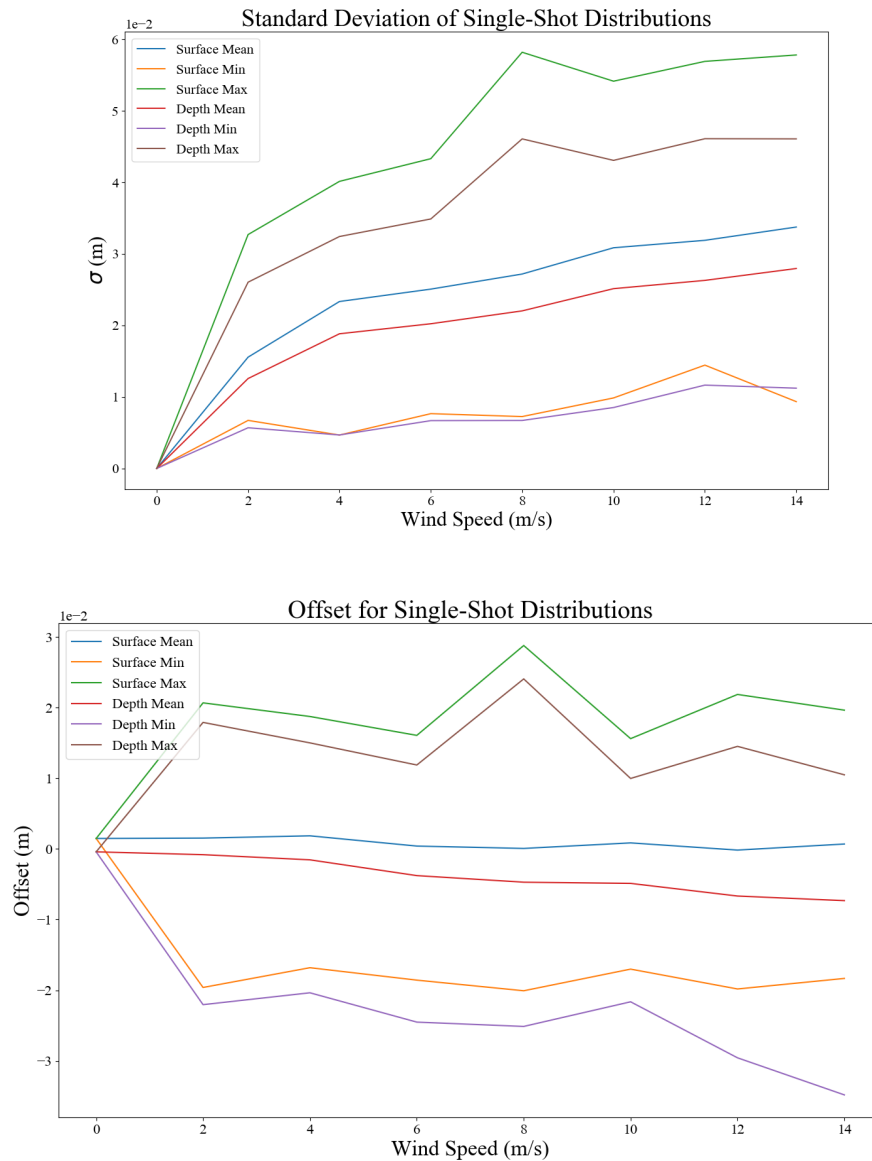 Standard Deviation of Single-Shot Distributions
1e−2
6
5
4
3
2
1
0
σ (m)
Surface Mean
Surface Min
Surface Max
Depth Mean
Depth Min
Depth Max
0 2 4 6 8 10 12 14
Wind Speed (m/s)
Offset for Single-Shot Distributions
1e−2
3
2
1
0
−1
−2
−3
Offset (m)
Surface Mean
Surface Min
Surface Max
Depth Mean
Depth Min
Depth Max
0 2 4 6 8 10 12 14
Wind Speed (m/s)